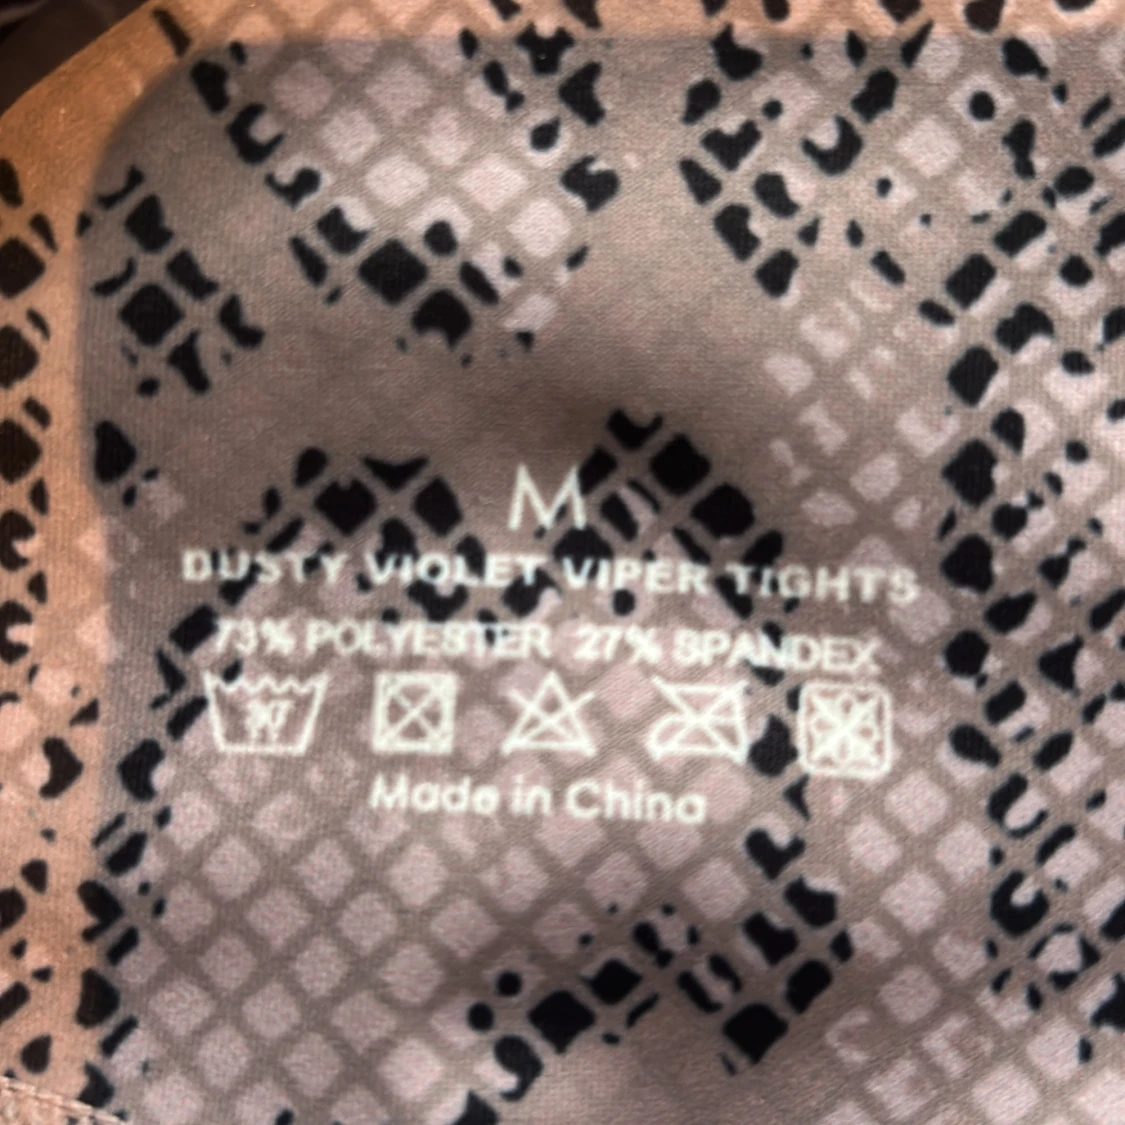 M
DUSTY VIOLET VIPER TIGHTS
73% POLYESTER 27% SPANDEX
Made in China